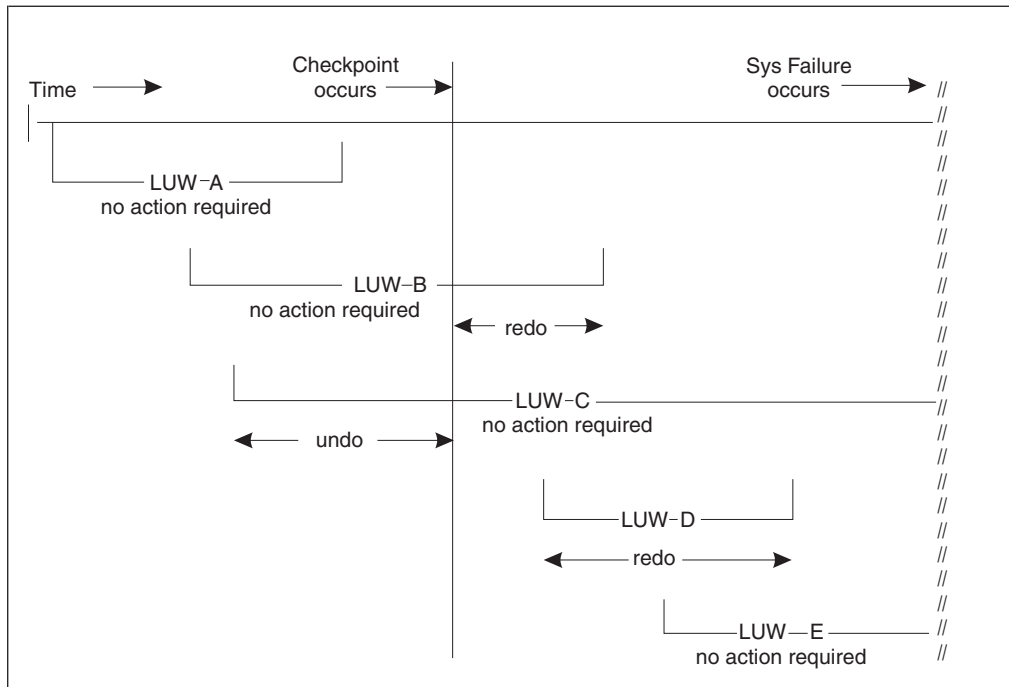 Time
Checkpoint
occurs
Sys Failure
occurs
LUW-A
no action required
LUW-B
no action required
redo
LUW-C
no action required
undo
LUW-D
redo
LUW-E
no action required